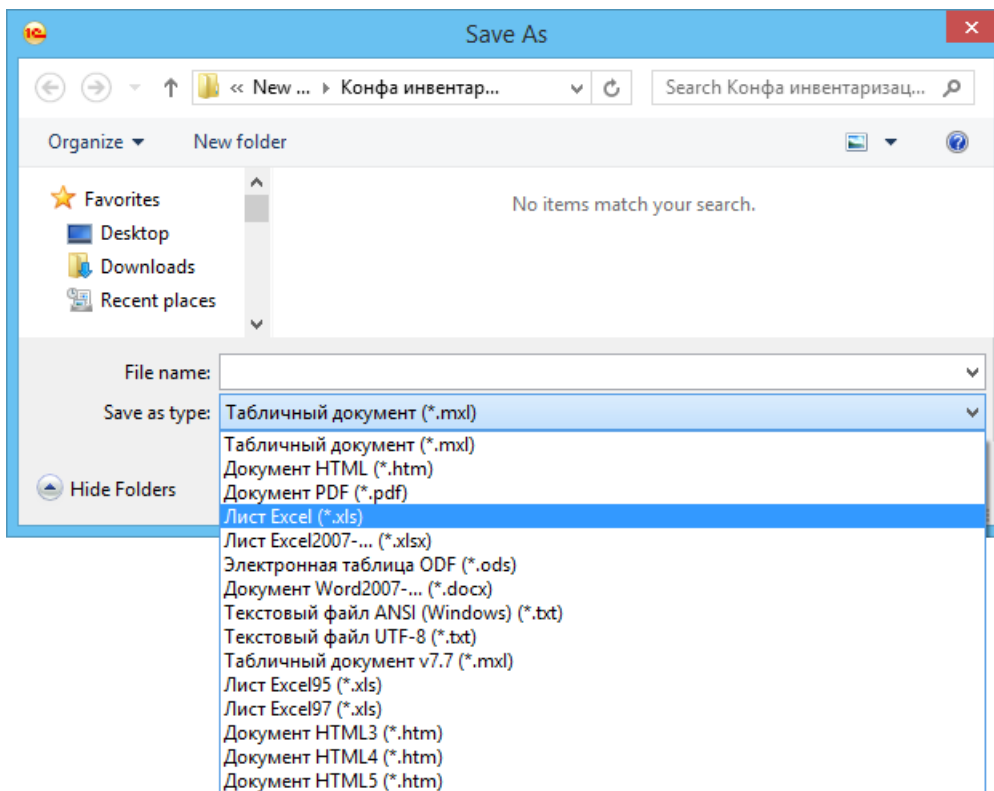 1С
Save As
« New ... Конфа инвентар...
Search Конфа инвентаризац...
Organize
New folder
Favorites
Desktop
Downloads
Recent places
No items match your search.
File name:
Save as type: Табличный документ (*.mxl)
Табличный документ (*.mxl)
Документ HTML (*.htm)
Документ PDF (*.pdf)
Лист Excel (*.xls)
Лист Excel2007-... (*.xlsx)
Электронная таблица ODF (*.ods)
Документ Word2007-... (*.docx)
Текстовый файл ANSI (Windows) (*.txt)
Текстовый файл UTF-8 (*.txt)
Табличный документ v7.7 (*.mxl)
Лист Excel95 (*.xls)
Лист Excel97 (*.xls)
Документ HTML3 (*.htm)
Документ HTML4 (*.htm)
Документ HTML5 (*.htm)
Hide Folders